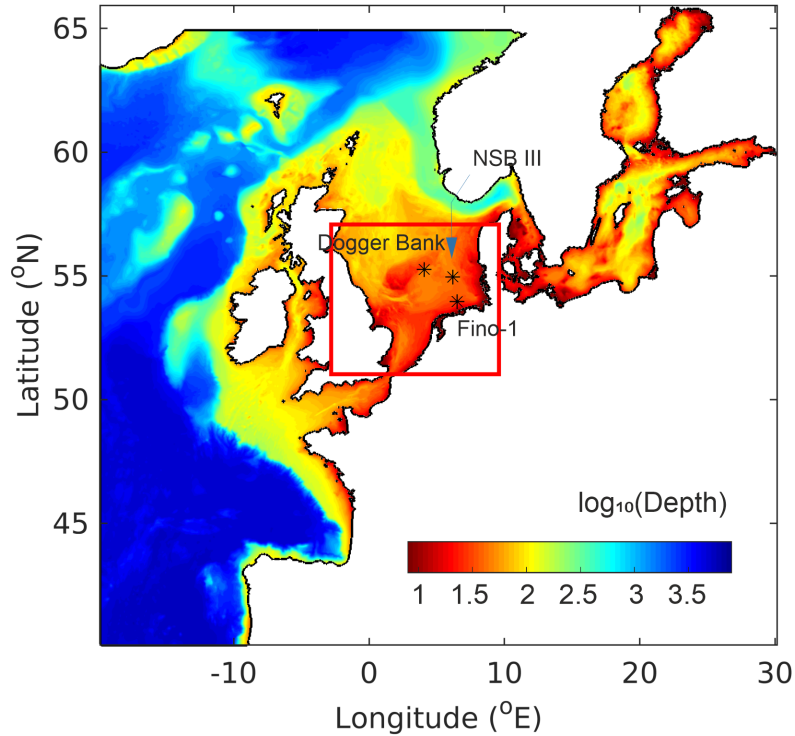 65
60
55
50
45
Latitude (°N)
NSB III
Dogger Bank
Fino-1
log₁₀(Depth)
1 1.5 2 2.5 3 3.5
-10 0 10 20 30
Longitude (°E)